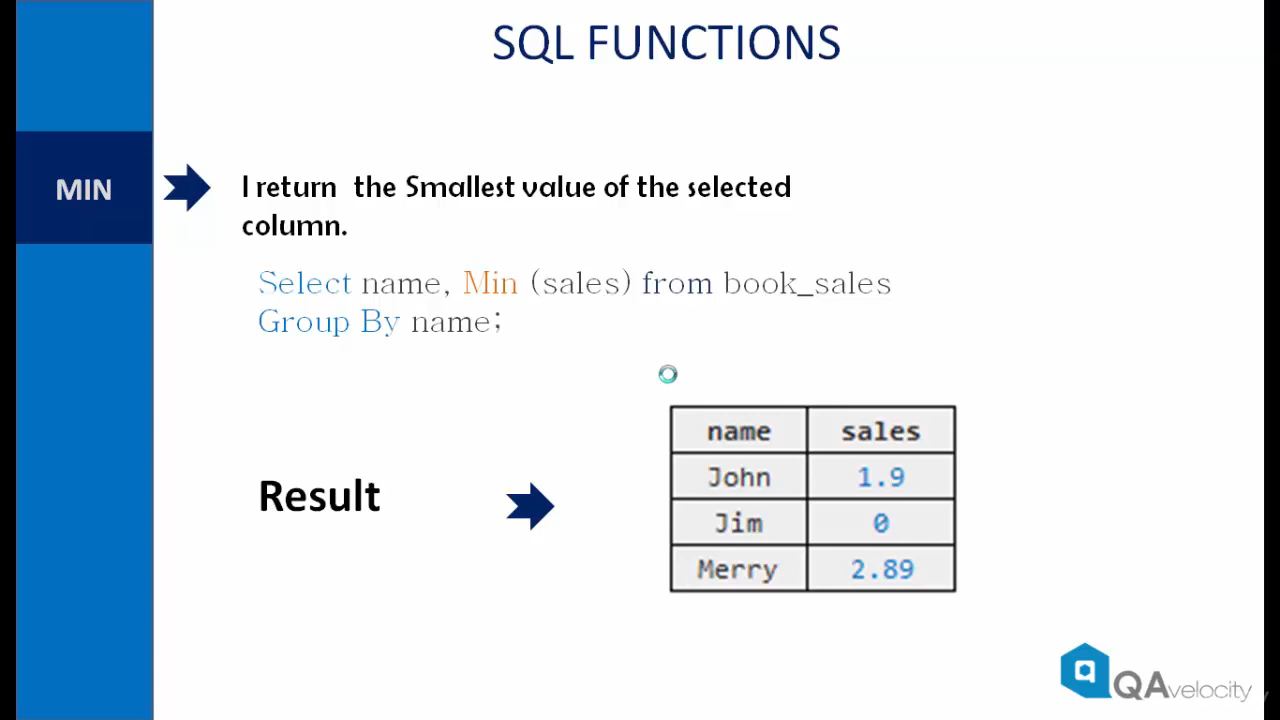 SQL FUNCTIONS
MIN
I return the Smallest value of the selected
column.
Select name, Min (sales) from book_sales
Group By name;
Result
name sales
John 1.9
Jim 0
Merry 2.89
QAvelocity